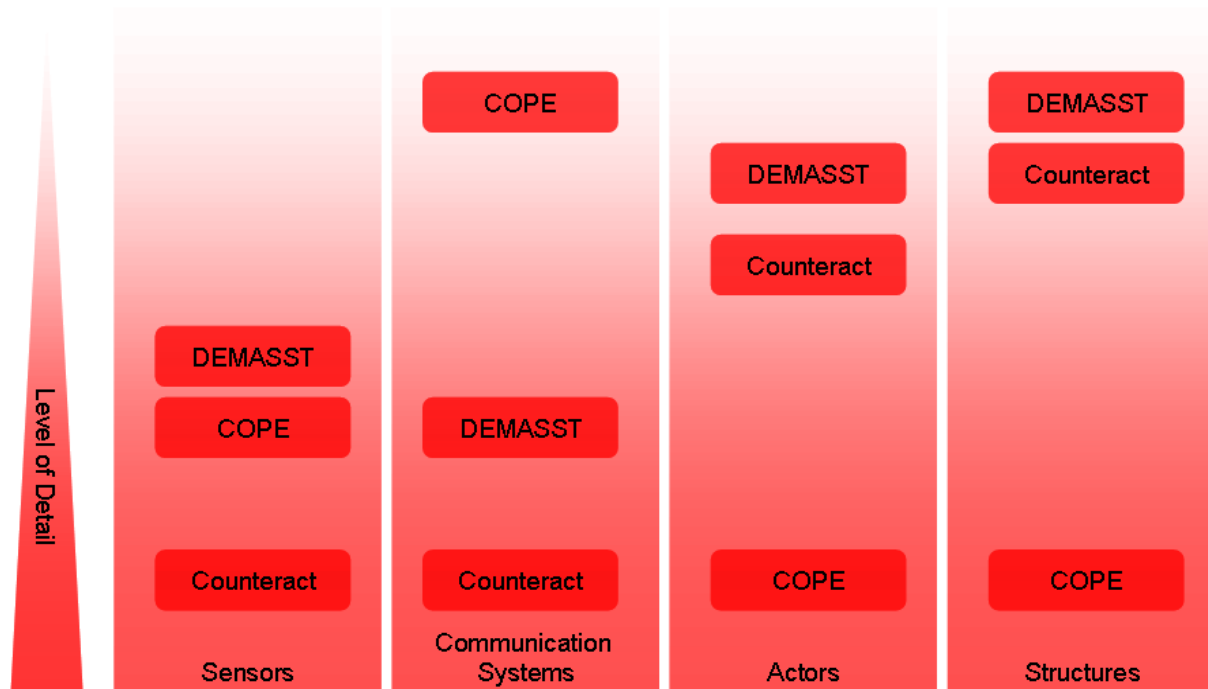 Level of Detail
DEMASST
COPE
Counteract
Sensors
COPE
DEMASST
Counteract
Communication
Systems
DEMASST
Counteract
COPE
Actors
DEMASST
Counteract
COPE
Structures